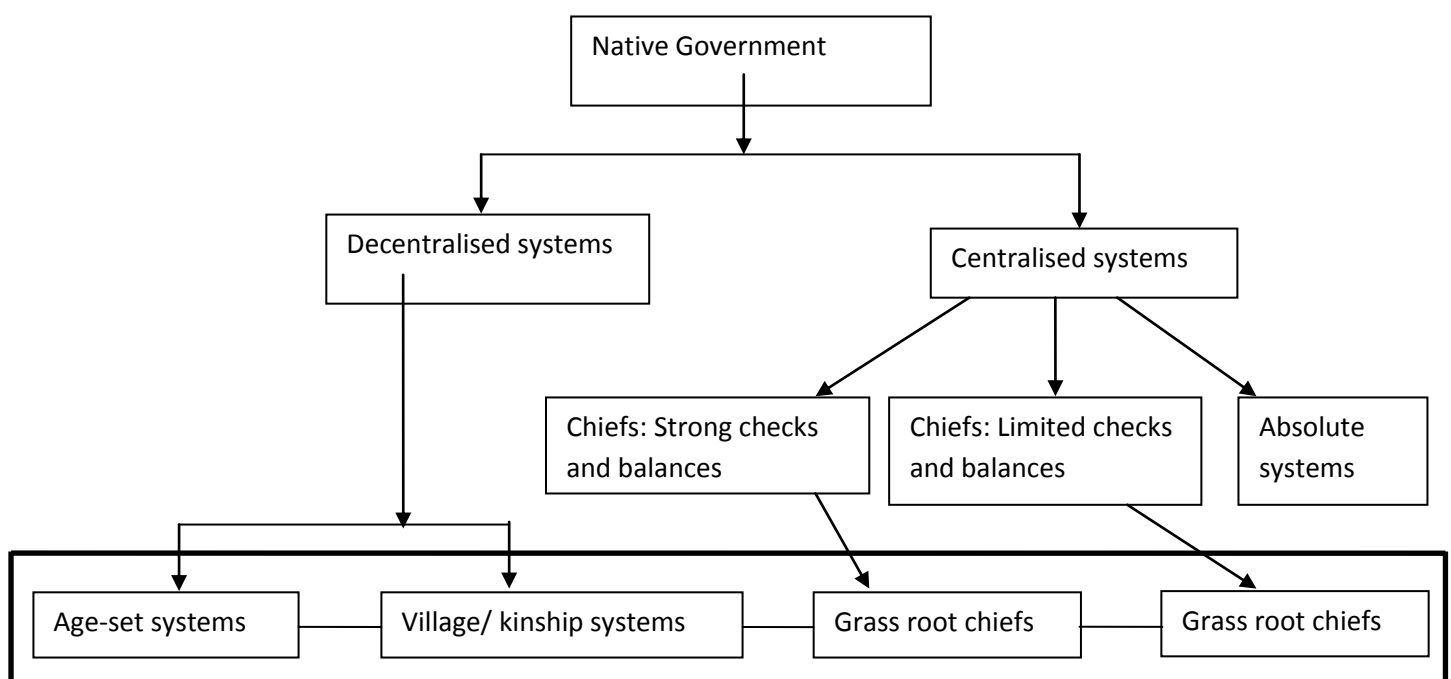 Native Government
Decentralised systems
Centralised systems
Chiefs: Strong checks
and balances
Chiefs: Limited checks
and balances
Absolute
systems
Age-set systems
Village/ kinship systems
Grass root chiefs
Grass root chiefs